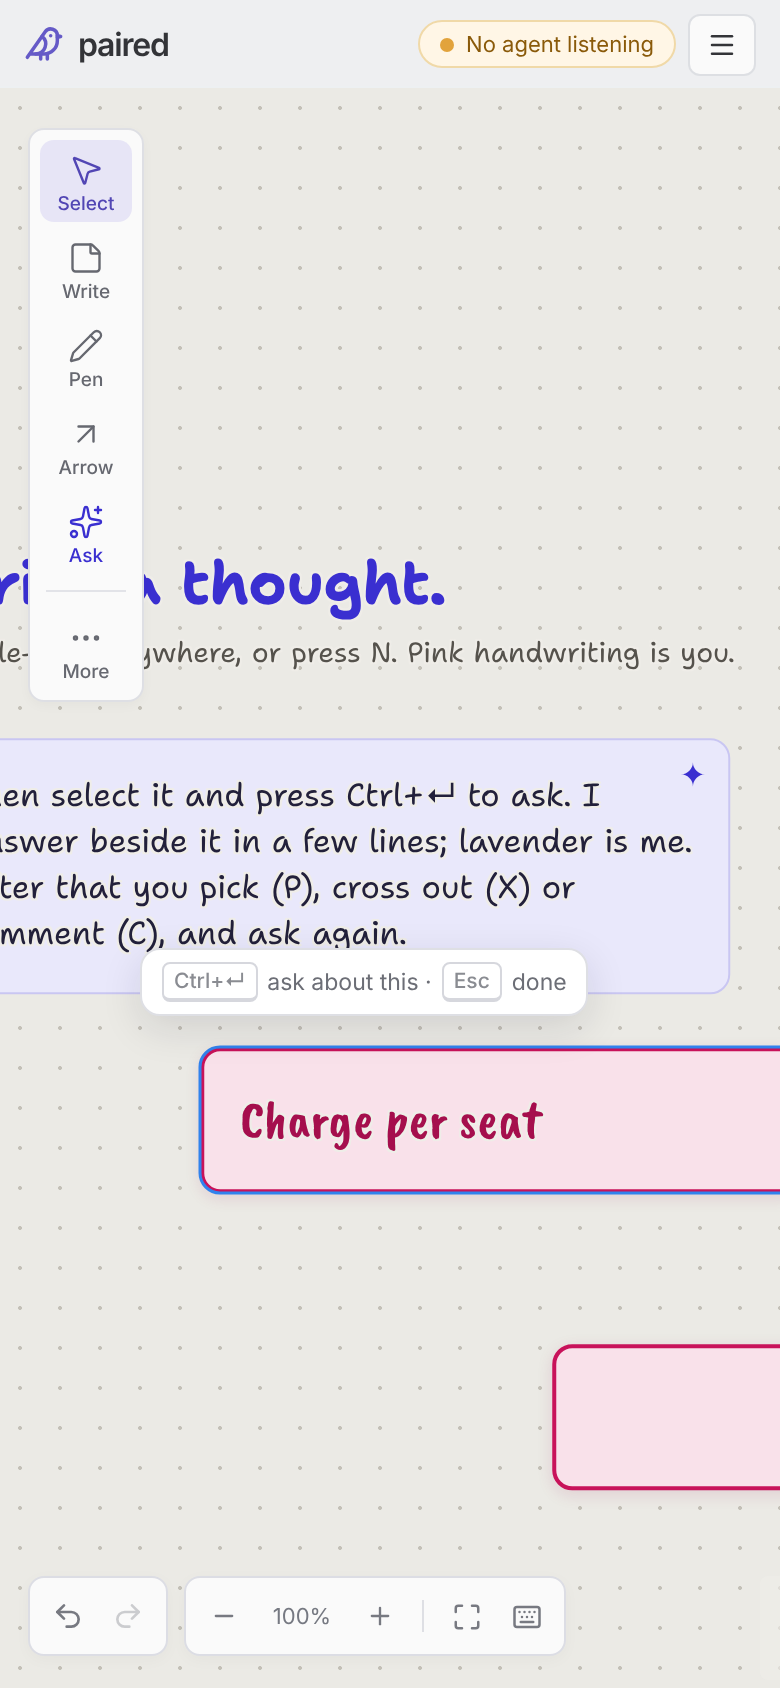 paired
No agent listening
Select
Write
Pen
Arrow
Ask
More
thought.
ywhere, or press N. Pink handwriting is you.
en select it and press Ctrl+↵ to ask. I
nswer beside it in a few lines; lavender is me.
ter that you pick (P), cross out (X) or
mment (C), and ask again.
Ctrl+↵ ask about this · Esc done
Charge per seat
100%